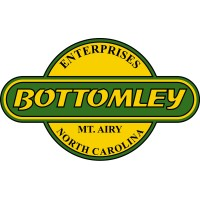 ENTERPRISES
BOTTOMLEY
MT. AIRY
NORTH CAROLINA